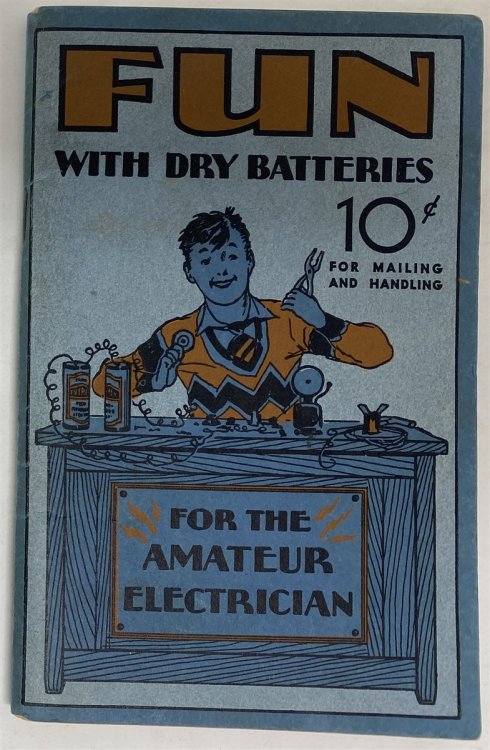 FUN
WITH DRY BATTERIES
10¢
FOR MAILING
AND HANDLING
FOR THE
AMATEUR
ELECTRICIAN